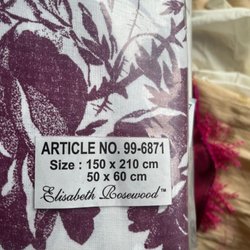 ARTICLE NO. 99-6871
Size : 150 x 210 cm
50 x 60 cm
Elisabeth Rosewood™